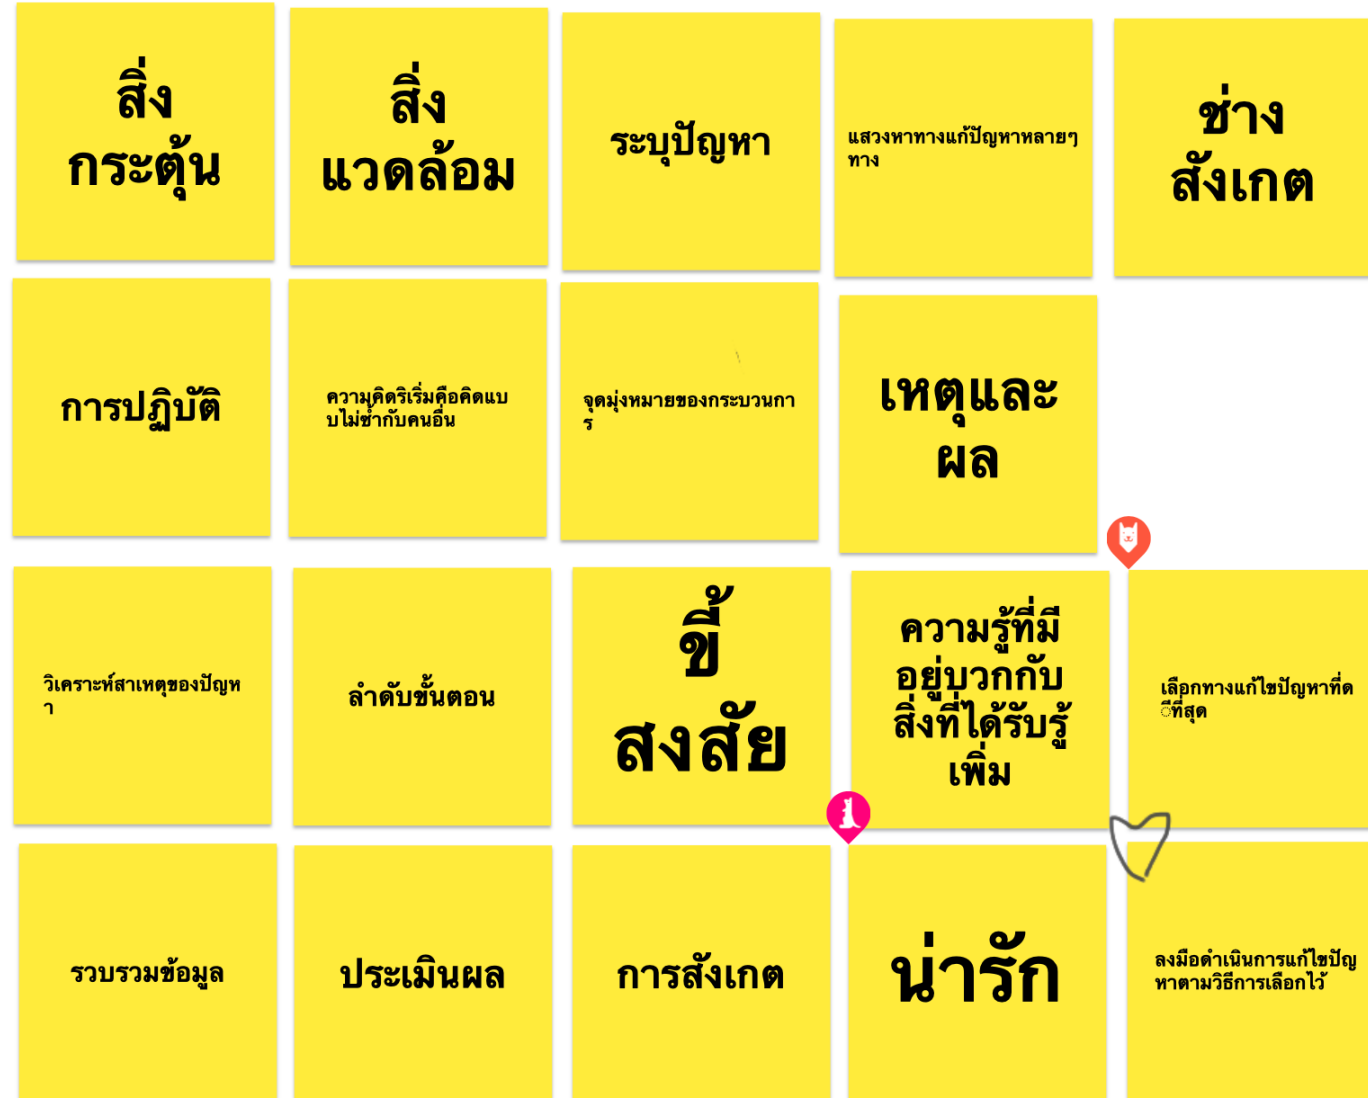 สิ่ง
กระตุ้น
สิ่ง
แวดล้อม
ระบุปัญหา
แสวงหาทางแก้ปัญหาหลายๆ
ทาง
ช่าง
สังเกต
การปฏิบัติ
ความคิดริเริ่มคือคิดแบ
บไม่ซ้ำกับคนอื่น
จุดมุ่งหมายของกระบวนกา
ร
เหตุและ
ผล
วิเคราะห์สาเหตุของปัญห
า
ลำดับขั้นตอน
ขี้
สงสัย
ความรู้ที่มี
อยู่บวกกับ
สิ่งที่ได้รับรู้
เพิ่ม
เลือกทางแก้ไขปัญหาที่ด
ีที่สุด
รวบรวมข้อมูล
ประเมินผล
การสังเกต
น่ารัก
ลงมือดำเนินการแก้ไขปัญ
หาตามวิธีการเลือกไว้